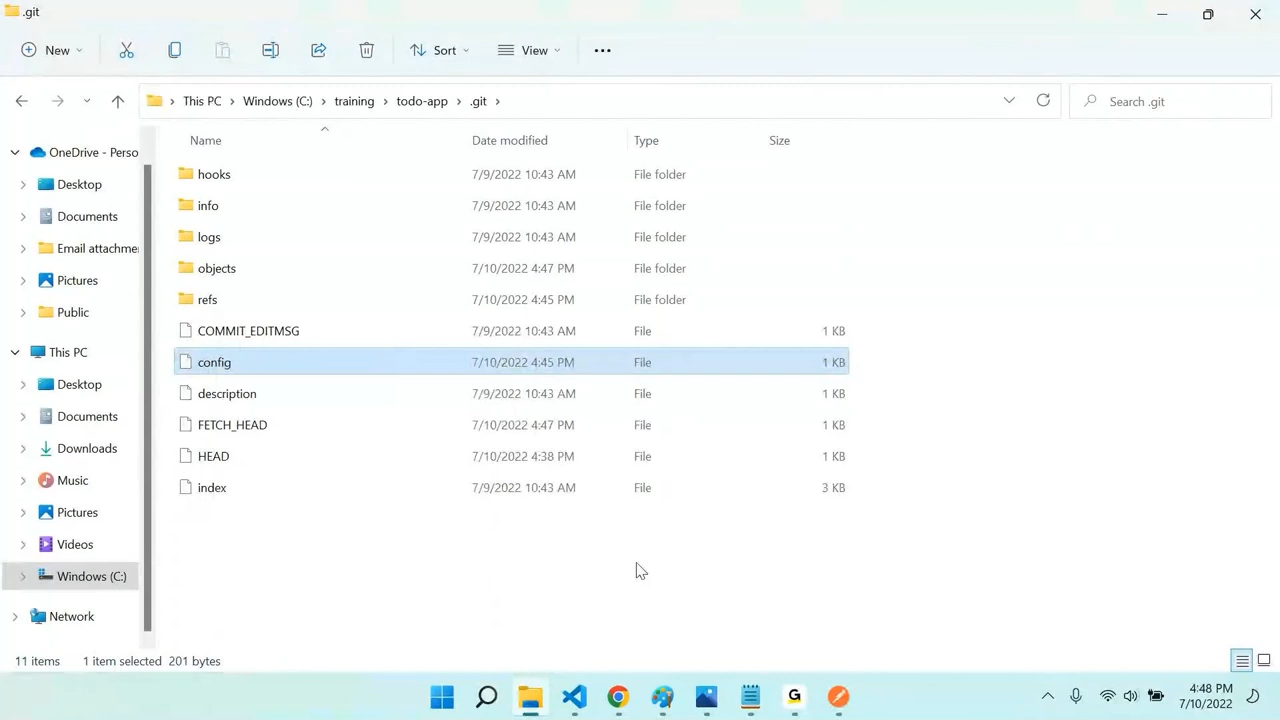 .git
New
Sort
View
This PC
Windows (C:)
training
todo-app
.git
Search .git
Name
Date modified
Type
Size
OneDrive - Perso
Desktop
Documents
Email attachme
Pictures
Public
This PC
Desktop
Documents
Downloads
Music
Pictures
Videos
Windows (C:)
Network
hooks 7/9/2022 10:43 AM File folder
info 7/9/2022 10:43 AM File folder
logs 7/9/2022 10:43 AM File folder
objects 7/10/2022 4:47 PM File folder
refs 7/10/2022 4:45 PM File folder
COMMIT_EDITMSG 7/9/2022 10:43 AM File 1 KB
config 7/10/2022 4:45 PM File 1 KB
description 7/9/2022 10:43 AM File 1 KB
FETCH_HEAD 7/10/2022 4:47 PM File 1 KB
HEAD 7/10/2022 4:38 PM File 1 KB
index 7/9/2022 10:43 AM File 3 KB
11 items 1 item selected 201 bytes
G
4:48 PM
7/10/2022